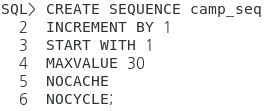 SQL> CREATE SEQUENCE camp_seq
2 INCREMENT BY 1
3 START WITH 1
4 MAXVALUE 30
5 NOCACHE
6 NOCYCLE;